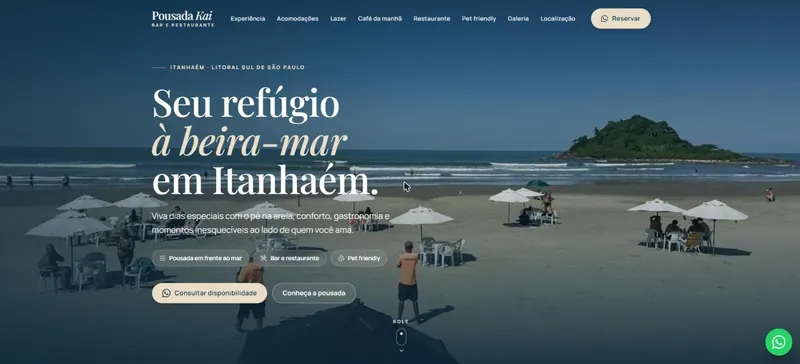 Pousada Kai
BAR E RESTAURANTE
Experiência
Acomodações
Lazer
Café da manhã
Restaurante
Pet friendly
Galeria
Localização
Reservar
ITANHAÉM · LITORAL SUL DE SÃO PAULO
Seu refúgio
à beira-mar
em Itanhaém.
Viva dias especiais com o pé na areia, conforto, gastronomia e
momentos inesquecíveis ao lado de quem você ama.
Pousada em frente ao mar
Bar e restaurante
Pet friendly
Consultar disponibilidade
Conheça a pousada
ROLE